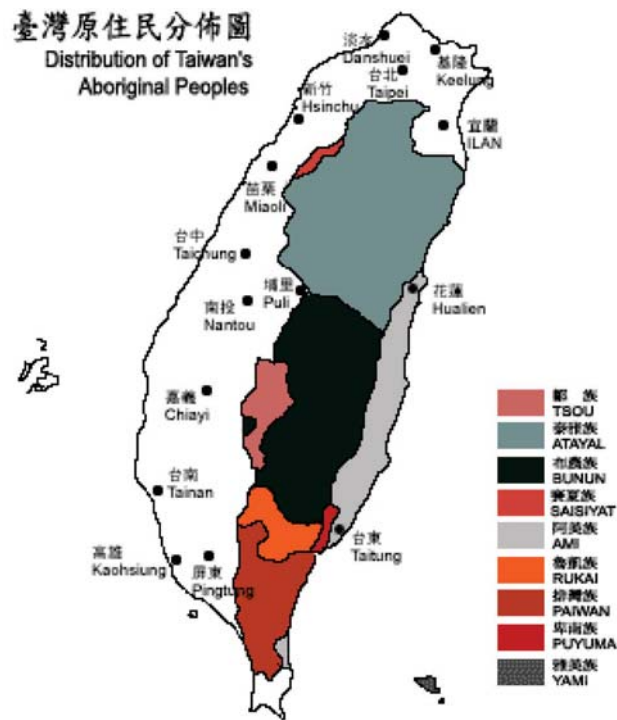 臺灣原住民分佈圖
Distribution of Taiwan's
Aboriginal Peoples
淡水
Danshuei
基隆
Keelung
台北
Taipei
新竹
Hsinchu
宜蘭
ILAN
苗栗
Miaoli
台中
Taichung
埔里
Puli
花蓮
Hualien
南投
Nantou
嘉義
Chiayi
台南
Tainan
台東
Taitung
高雄
Kaohsiung
屏東
Pingtung
鄒 族
TSOU
泰雅族
ATAYAL
布農族
BUNUN
賽夏族
SAISIYAT
阿美族
AMI
魯凱族
RUKAI
排灣族
PAIWAN
卑南族
PUYUMA
雅美族
YAMI